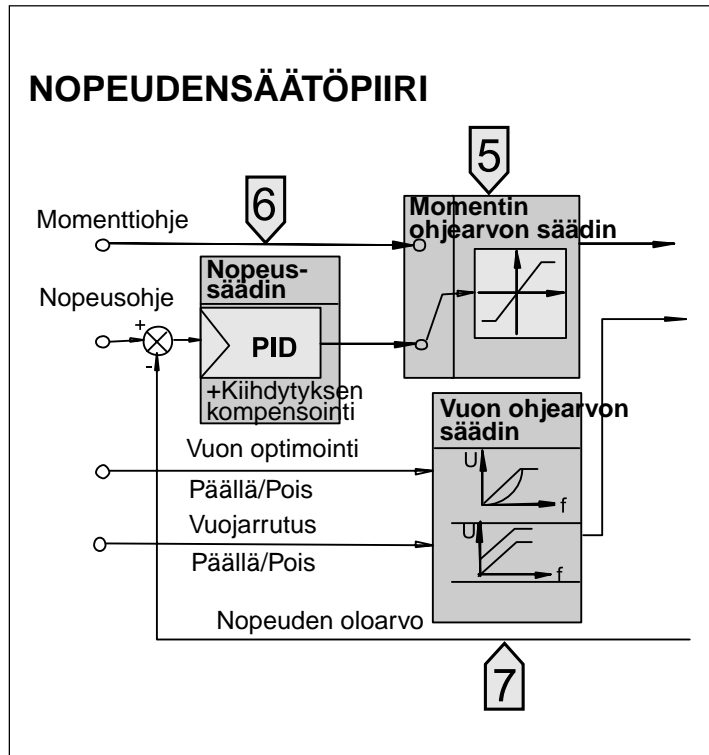 NOPEUDENSÄÄTÖPIIRI
5
6
Momentin
ohjearvon säädin
Momenttiohje
Nopeus-
säädin
Nopeusohje
+
-
PID
+Kiihdytyksen
kompensointi
Vuon ohjearvon
säädin
Vuon optimointi
U
f
Päällä/Pois
Vuojarrutus
U
f
Päällä/Pois
Nopeuden oloarvo
7